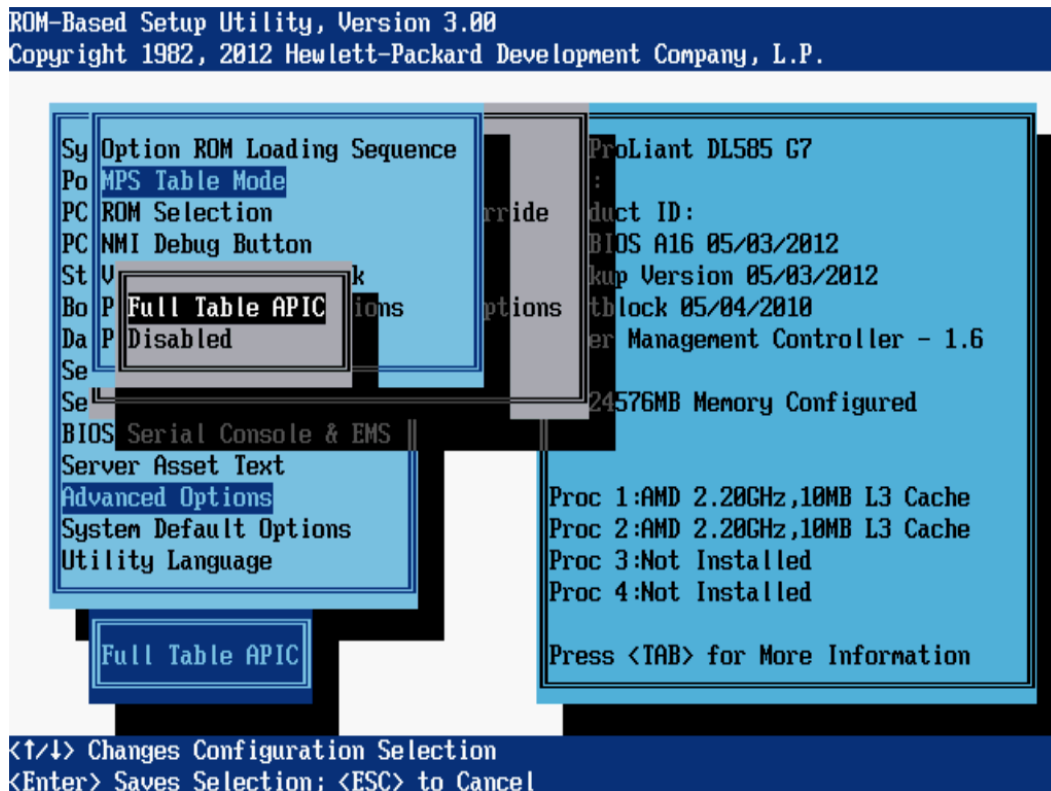 ROM-Based Setup Utility, Version 3.00
Copyright 1982, 2012 Hewlett-Packard Development Company, L.P.
Option ROM Loading Sequence
MPS Table Mode
ROM Selection
NMI Debug Button
Full Table APIC
Disabled
BIOS Serial Console & EMS
Server Asset Text
Advanced Options
System Default Options
Utility Language
Full Table APIC
ProLiant DL585 G7
duct ID:
BIOS A16 05/03/2012
kup Version 05/03/2012
tblock 05/04/2010
er Management Controller - 1.6
24576MB Memory Configured
Proc 1:AMD 2.20GHz,10MB L3 Cache
Proc 2:AMD 2.20GHz,10MB L3 Cache
Proc 3:Not Installed
Proc 4:Not Installed
Press <TAB> for More Information
<↑/↓> Changes Configuration Selection
<Enter> Saves Selection; <ESC> to Cancel